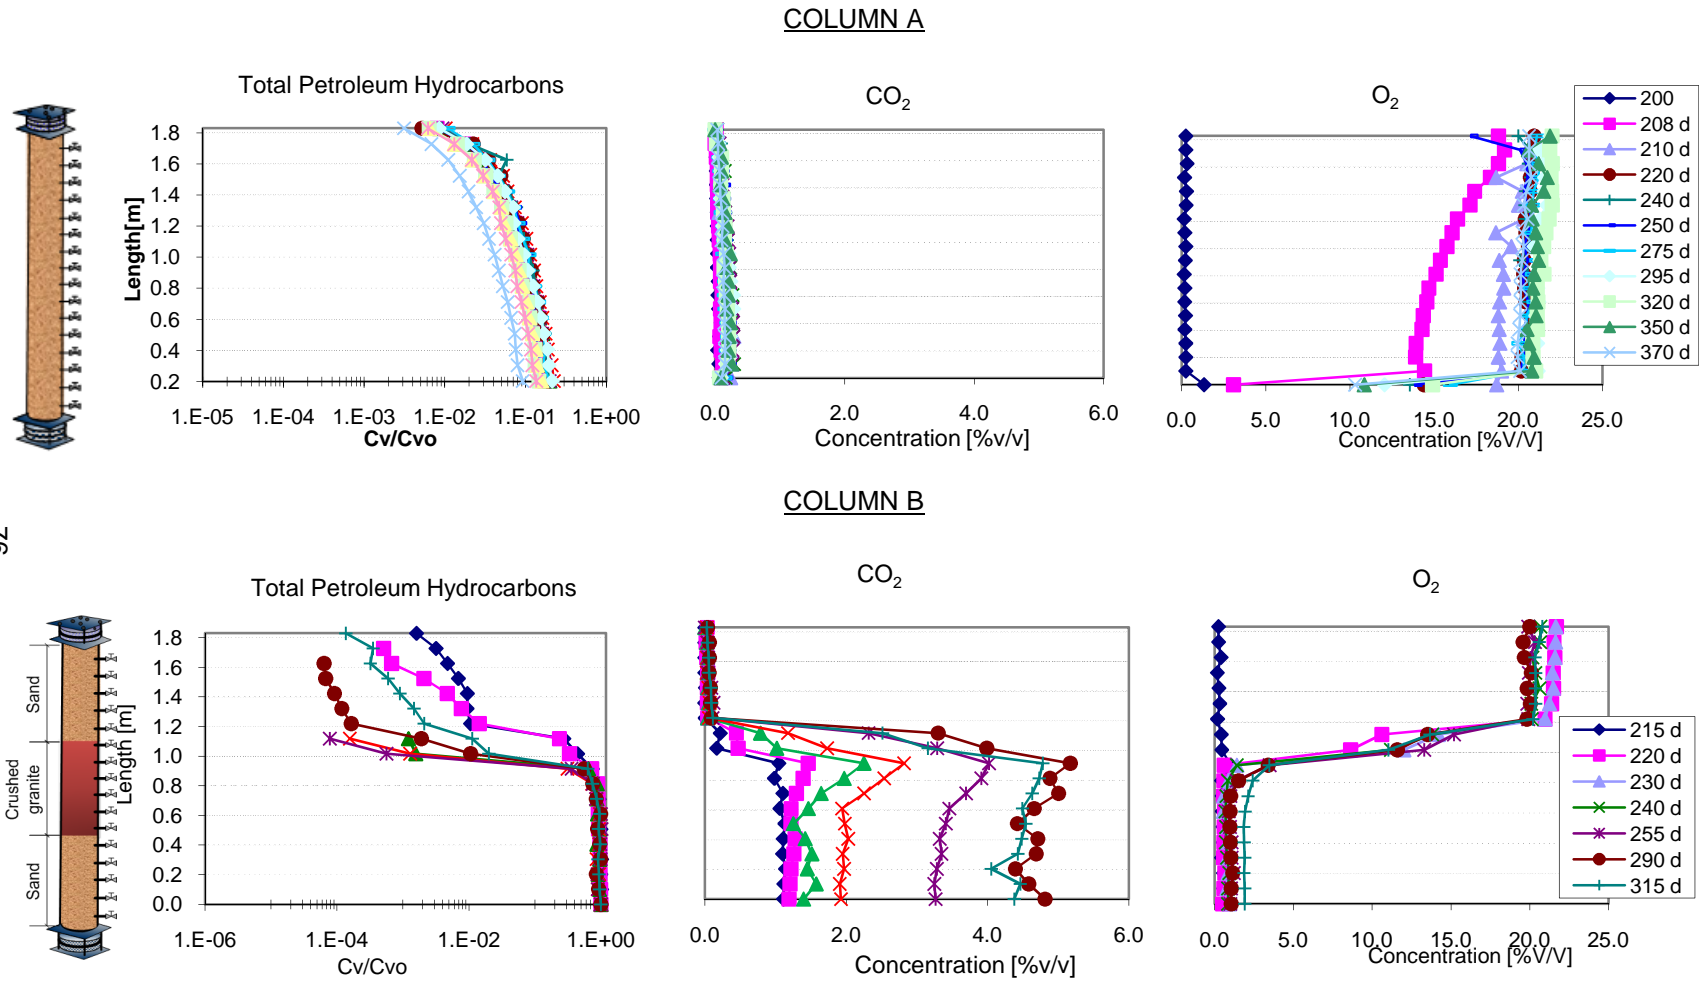 COLUMN A
Total Petroleum Hydrocarbons
CO2
O2
Length[m]
1.8
1.6
1.4
1.2
1.0
0.8
0.6
0.4
0.2
1.E-05 1.E-04 1.E-03 1.E-02 1.E-01 1.E+00
Cv/Cvo
0.0 2.0 4.0 6.0
Concentration [%v/v]
0.0 5.0 10.0 15.0 20.0 25.0
Concentration [%V/V]
200
208 d
210 d
220 d
240 d
250 d
275 d
295 d
320 d
350 d
370 d
COLUMN B
92
Total Petroleum Hydrocarbons
CO2
O2
Sand
Crushed
granite
Sand
Length [m]
1.8
1.6
1.4
1.2
1.0
0.8
0.6
0.4
0.2
0.0
1.E-06 1.E-04 1.E-02 1.E+00
Cv/Cvo
0.0 2.0 4.0 6.0
Concentration [%v/v]
0.0 5.0 10.0 15.0 20.0 25.0
Concentration [%V/V]
215 d
220 d
230 d
240 d
255 d
290 d
315 d